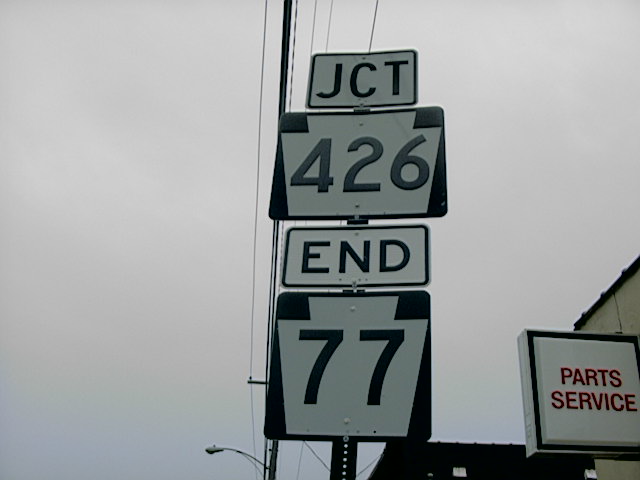 JCT
426
END
77
PARTS
SERVICE